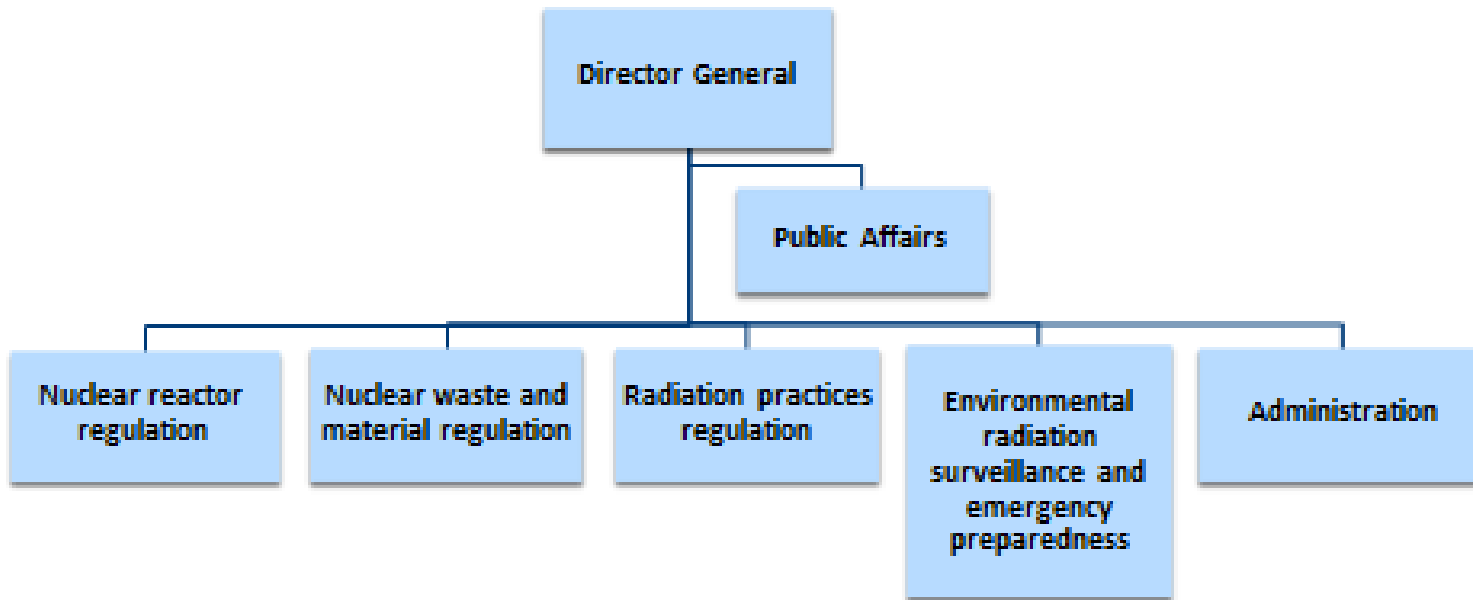 Director General
Public Affairs
Nuclear reactor
regulation
Nuclear waste and
material regulation
Radiation practices
regulation
Environmental
radiation
surveillance and
emergency
preparedness
Administration